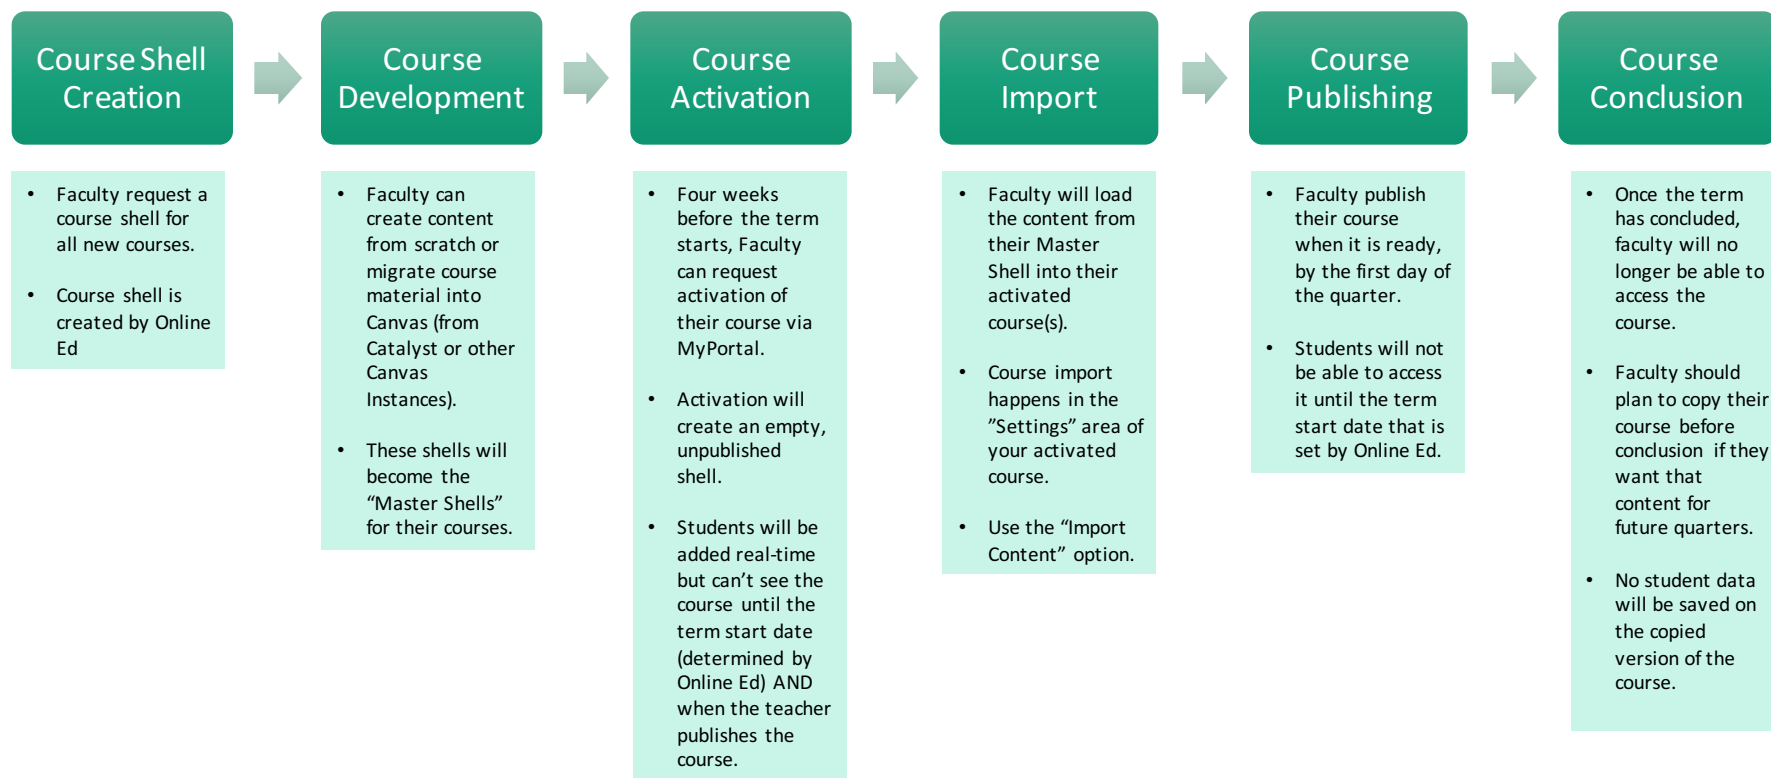 Course Shell
Creation
• Faculty request a
course shell for
all new courses.
• Course shell is
created by Online
Ed
Course
Development
• Faculty can
create content
from scratch or
migrate course
material into
Canvas (from
Catalyst or other
Canvas
Instances).
• These shells will
become the
“Master Shells”
for their courses.
Course
Activation
• Four weeks
before the term
starts, Faculty
can request
activation of
their course via
MyPortal.
• Activation will
create an empty,
unpublished
shell.
• Students will be
added real-time
but can’t see the
course until the
term start date
(determined by
Online Ed) AND
when the teacher
publishes the
course.
Course
Import
• Faculty will load
the content from
their Master
Shell into their
activated
course(s).
• Course import
happens in the
”Settings” area of
your activated
course.
• Use the “Import
Content” option.
Course
Publishing
• Faculty publish
their course
when it is ready,
by the first day of
the quarter.
• Students will not
be able to access
it until the term
start date that is
set by Online Ed.
Course
Conclusion
• Once the term
has concluded,
faculty will no
longer be able to
access the
course.
• Faculty should
plan to copy their
course before
conclusion if they
want that
content for
future quarters.
• No student data
will be saved on
the copied
version of the
course.